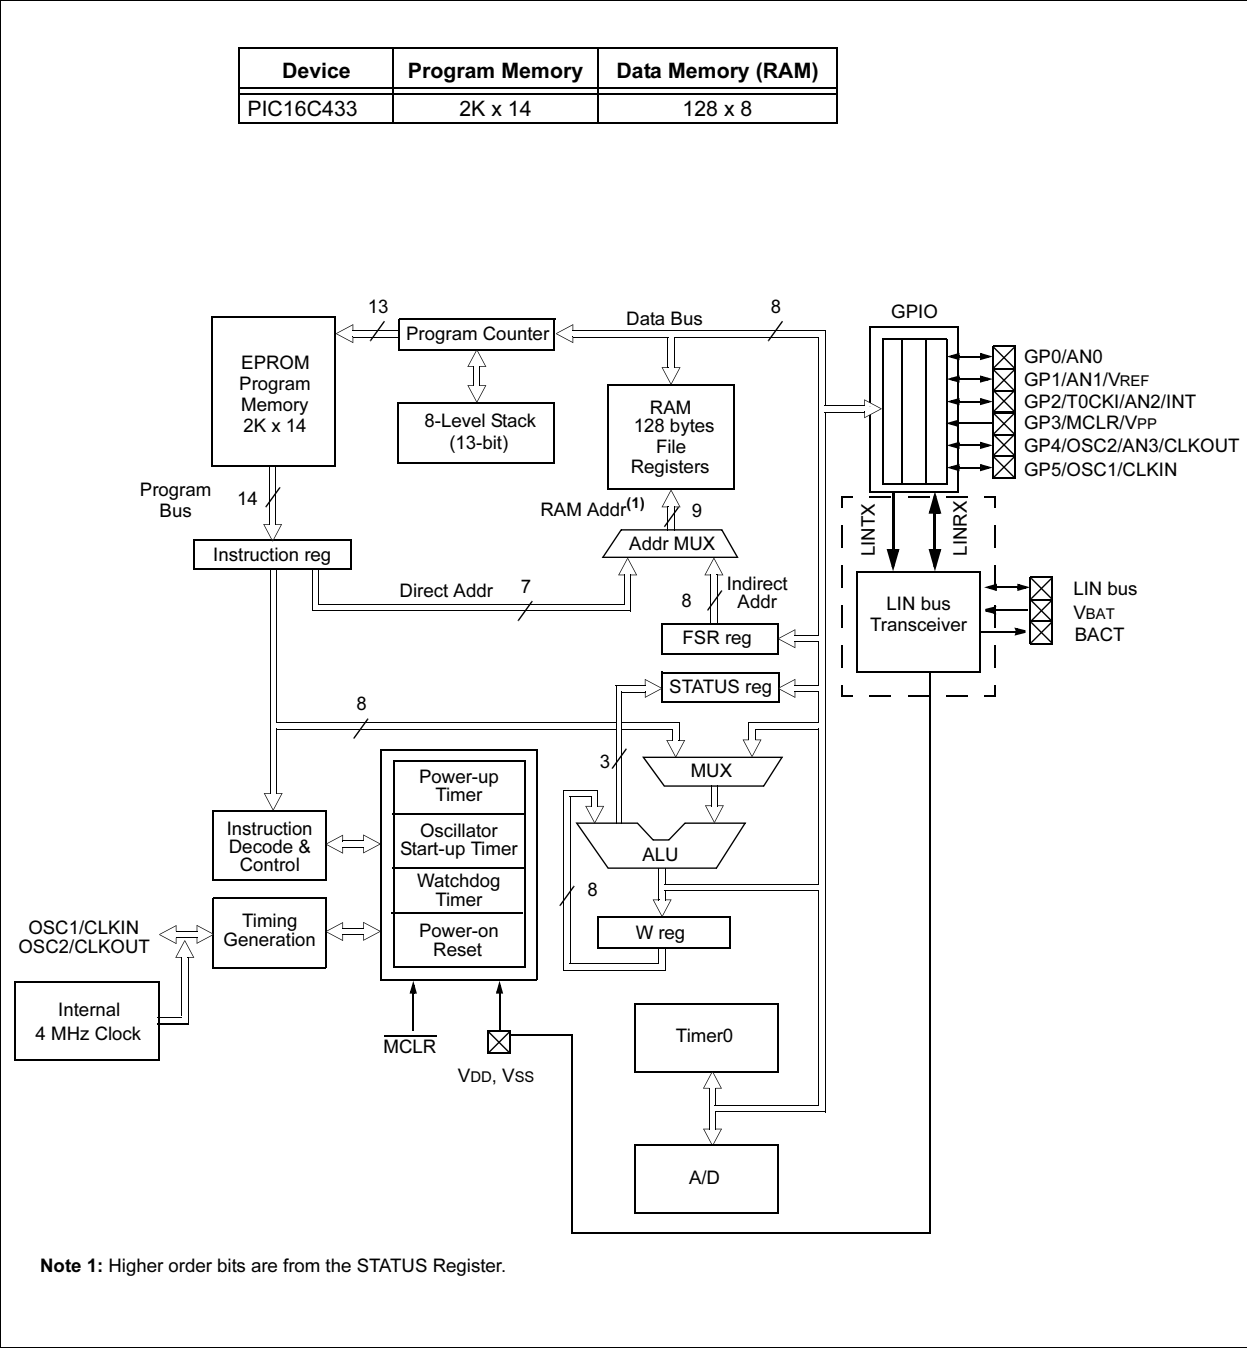 Device Program Memory Data Memory (RAM)
PIC16C433 2K x 14 128 x 8
13
Data Bus
8
GPIO
EPROM
Program
Memory
2K x 14
Program Counter
8-Level Stack
(13-bit)
RAM
128 bytes
File
Registers
GP0/AN0
GP1/AN1/VREF
GP2/T0CKI/AN2/INT
GP3/MCLR/VPP
GP4/OSC2/AN3/CLKOUT
GP5/OSC1/CLKIN
Program
Bus
14
RAM Addr(1)
9
LINTX
LINRX
Instruction reg
Addr MUX
Direct Addr
7
8
Indirect
Addr
FSR reg
LIN bus
Transceiver
LIN bus
VBAT
BACT
STATUS reg
8
3
MUX
Power-up
Timer
Oscillator
Start-up Timer
Watchdog
Timer
Power-on
Reset
Instruction
Decode &
Control
ALU
8
W reg
OSC1/CLKIN
OSC2/CLKOUT
Timing
Generation
Internal
4 MHz Clock
MCLR
VDD, VSS
Timer0
A/D
Note 1: Higher order bits are from the STATUS Register.